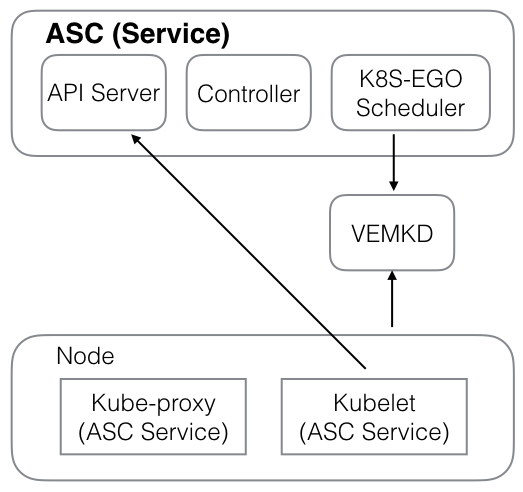 ASC (Service)
API Server
Controller
K8S-EGO
Scheduler
VEMKD
Node
Kube-proxy
(ASC Service)
Kubelet
(ASC Service)